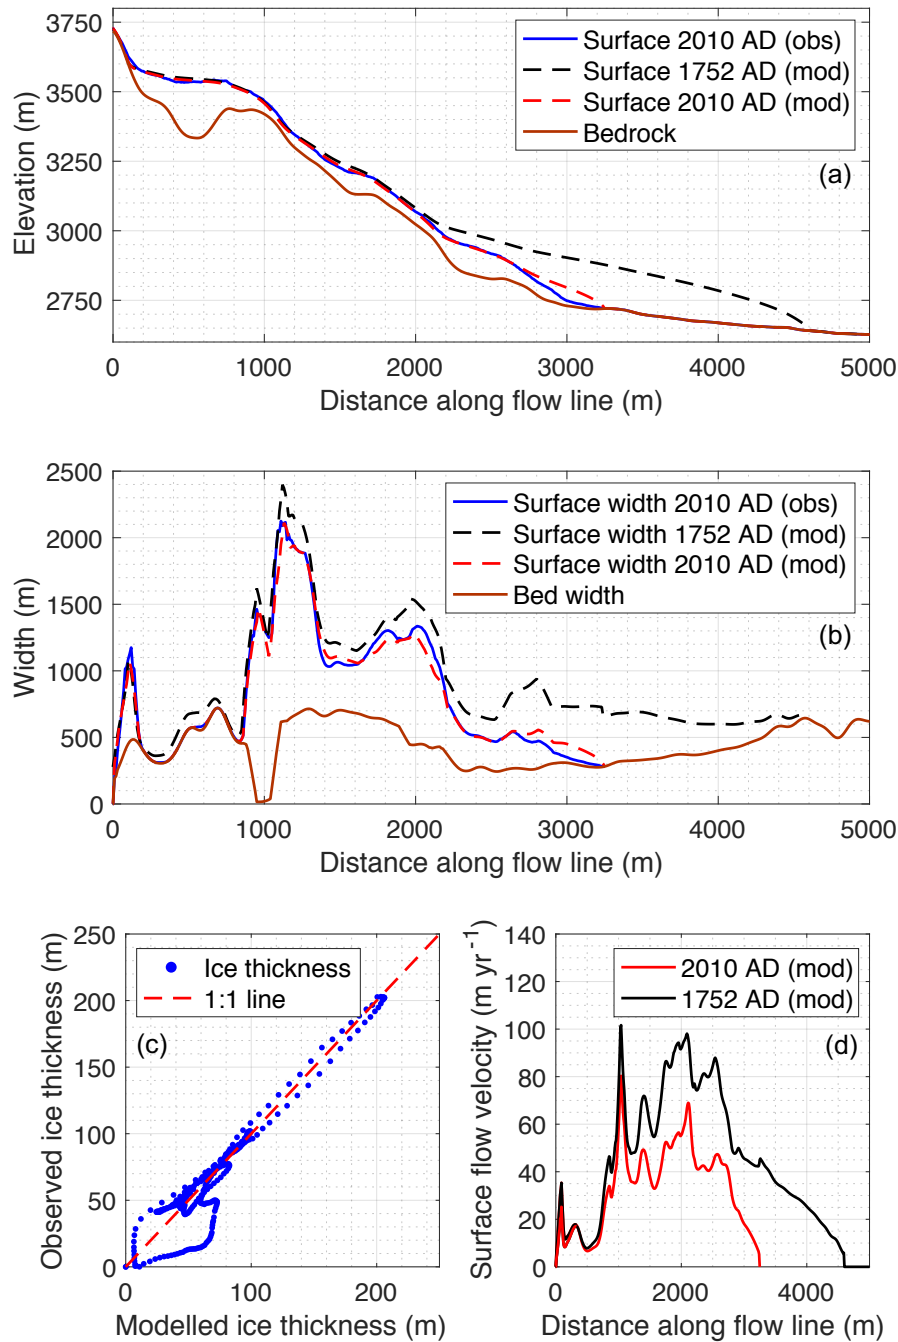 3750
3500
3250
3000
2750
Elevation (m)
Surface 2010 AD (obs)
Surface 1752 AD (mod)
Surface 2010 AD (mod)
Bedrock
(a)
0 1000 2000 3000 4000 5000
Distance along flow line (m)
2500
2000
1500
1000
500
0
Width (m)
Surface width 2010 AD (obs)
Surface width 1752 AD (mod)
Surface width 2010 AD (mod)
Bed width
(b)
0 1000 2000 3000 4000 5000
Distance along flow line (m)
250
200
150
100
50
0
Observed ice thickness (m)
Ice thickness
1:1 line
(c)
0 100 200
Modelled ice thickness (m)
140
120
100
80
60
40
20
0
Surface flow velocity (m yr⁻¹)
2010 AD (mod)
1752 AD (mod)
(d)
0 2000 4000
Distance along flow line (m)